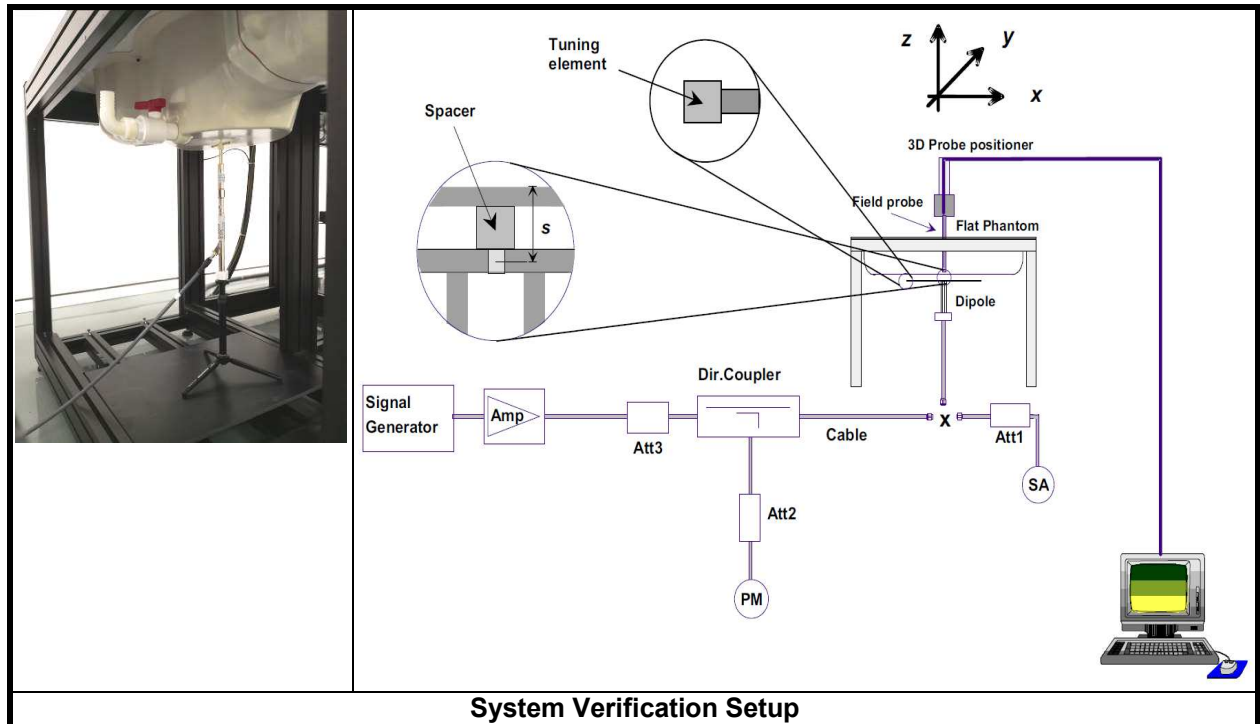 Tuning
element
z
y
x
Spacer
3D Probe positioner
s
Field probe
Flat Phantom
Dipole
Dir.Coupler
Signal
Generator
Amp
Att3
Cable
X
Att1
SA
Att2
PM
System Verification Setup